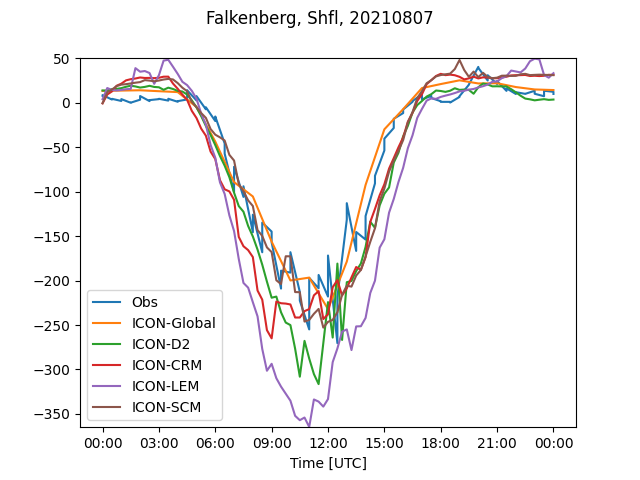 Falkenberg, Shfl, 20210807
50
0
−50
−100
−150
−200
−250
−300
−350
Obs
ICON-Global
ICON-D2
ICON-CRM
ICON-LEM
ICON-SCM
00:00 03:00 06:00 09:00 12:00 15:00 18:00 21:00 00:00
Time [UTC]